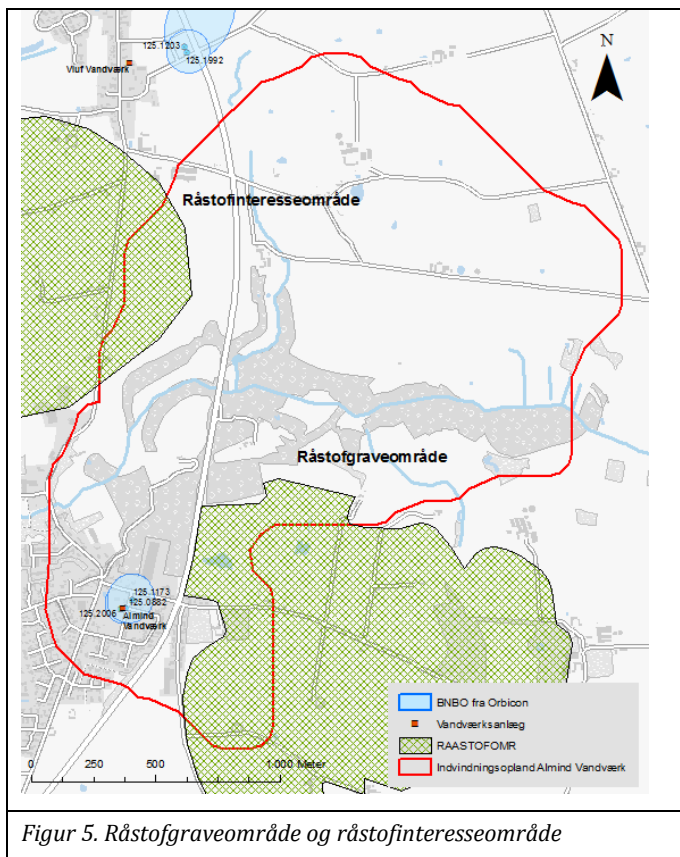 125.1203
125.1992
Viuf Vandværk
N
Råstofinteresseområde
Råstofgraveområde
125.1173
125.0882
125.2006
Almind
Vandværk
BNBO fra Orbicon
Vandværksanlæg
RAASTOFOMR
Indvindningsopland Almind Vandværk
0 250 500 1.000 Meter
Figur 5. Råstofgraveområde og råstofinteresseområde